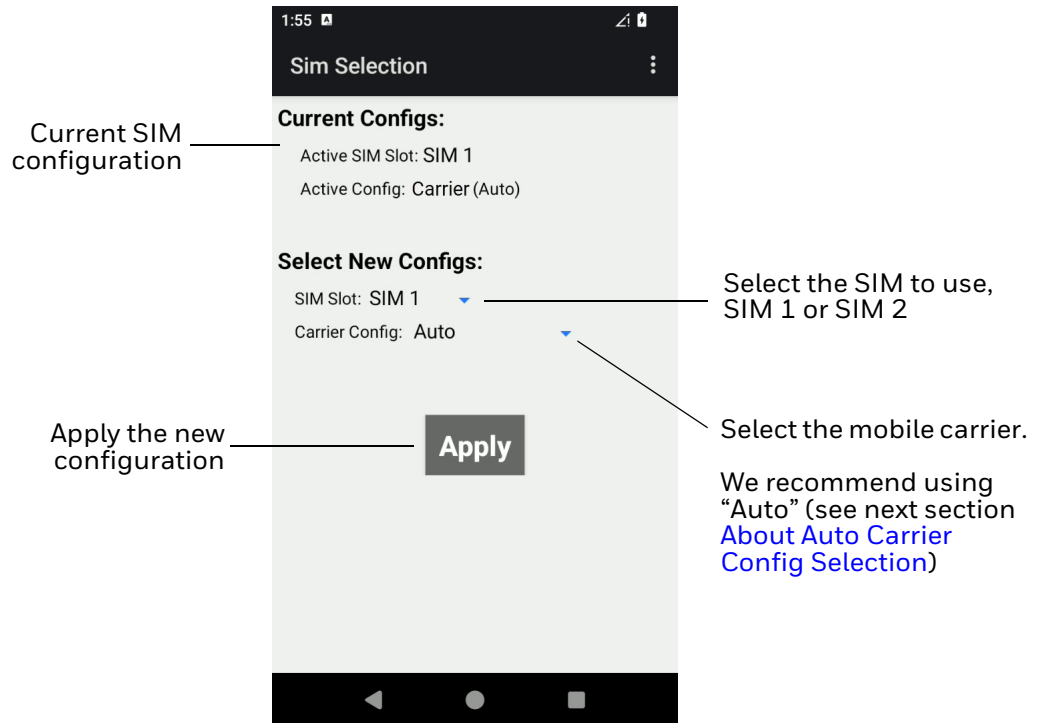 1:55
Sim Selection
Current SIM
configuration
Current Configs:
Active SIM Slot: SIM 1
Active Config: Carrier (Auto)
Select New Configs:
SIM Slot: SIM 1
Carrier Config: Auto
Select the SIM to use,
SIM 1 or SIM 2
Apply the new
configuration
Apply
Select the mobile carrier.
We recommend using
“Auto” (see next section
About Auto Carrier
Config Selection)